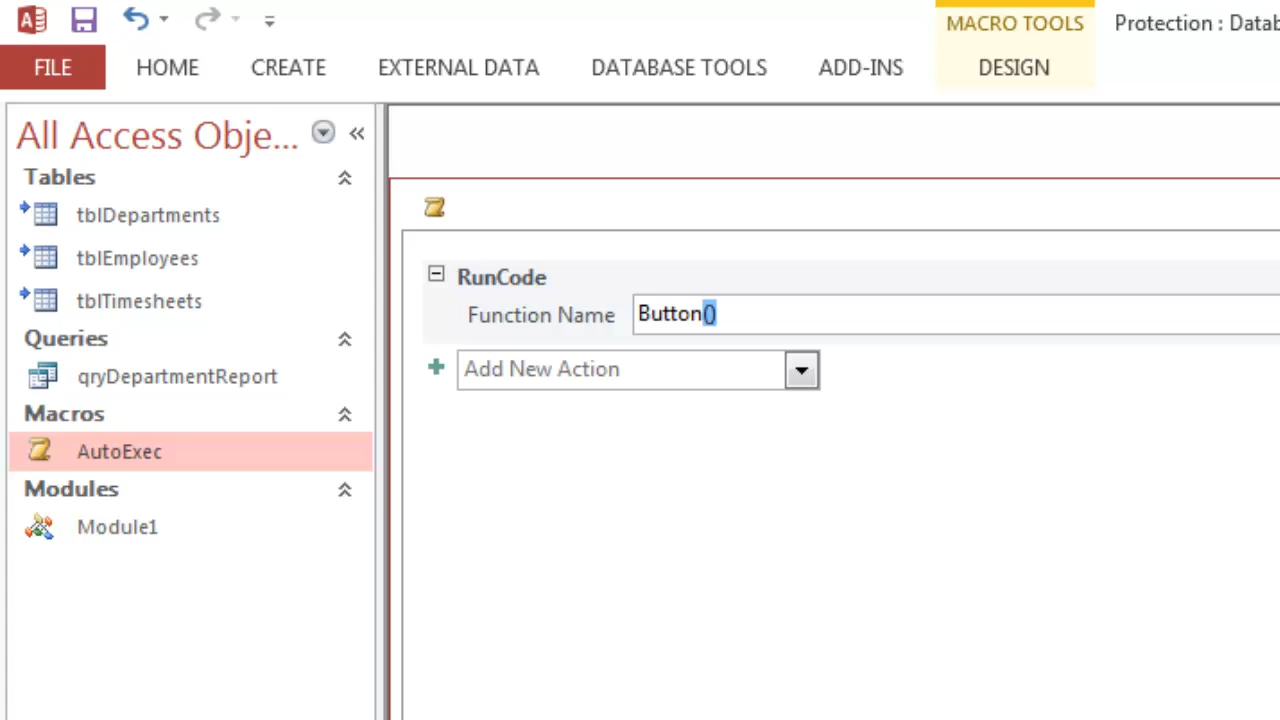 MACRO TOOLS
Protection : Datab
FILE
HOME
CREATE
EXTERNAL DATA
DATABASE TOOLS
ADD-INS
DESIGN
All Access Obje...
Tables
tblDepartments
tblEmployees
tblTimesheets
Queries
qryDepartmentReport
Macros
AutoExec
Modules
Module1
RunCode
Function Name
Button()
Add New Action